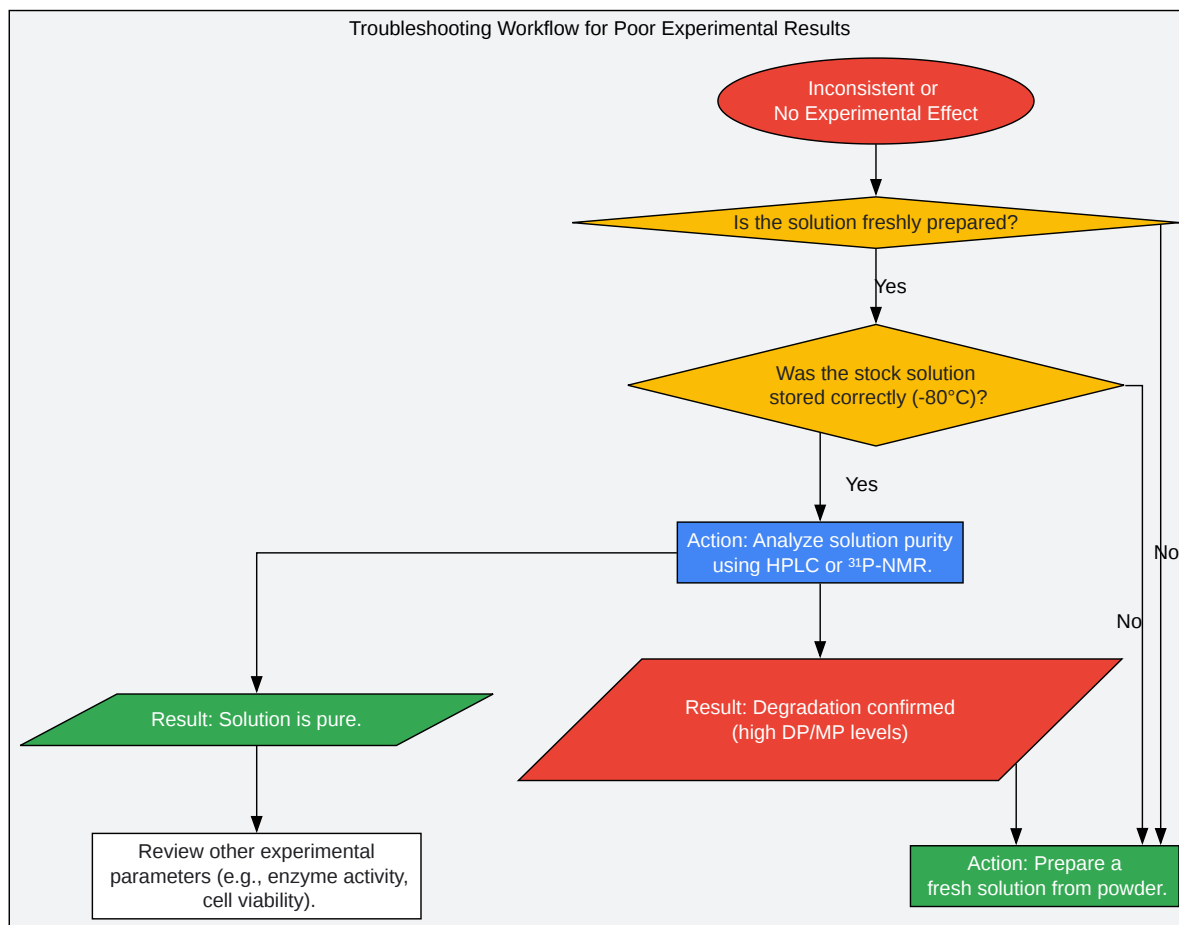 Troubleshooting Workflow for Poor Experimental Results
Inconsistent or
No Experimental Effect
Is the solution freshly prepared?
Yes
Was the stock solution
stored correctly (-80°C)?
Yes
Action: Analyze solution purity
using HPLC or ³¹P-NMR.
No
No
Result: Solution is pure.
Result: Degradation confirmed
(high DP/MP levels)
Review other experimental
parameters (e.g., enzyme activity,
cell viability).
Action: Prepare a
fresh solution from powder.